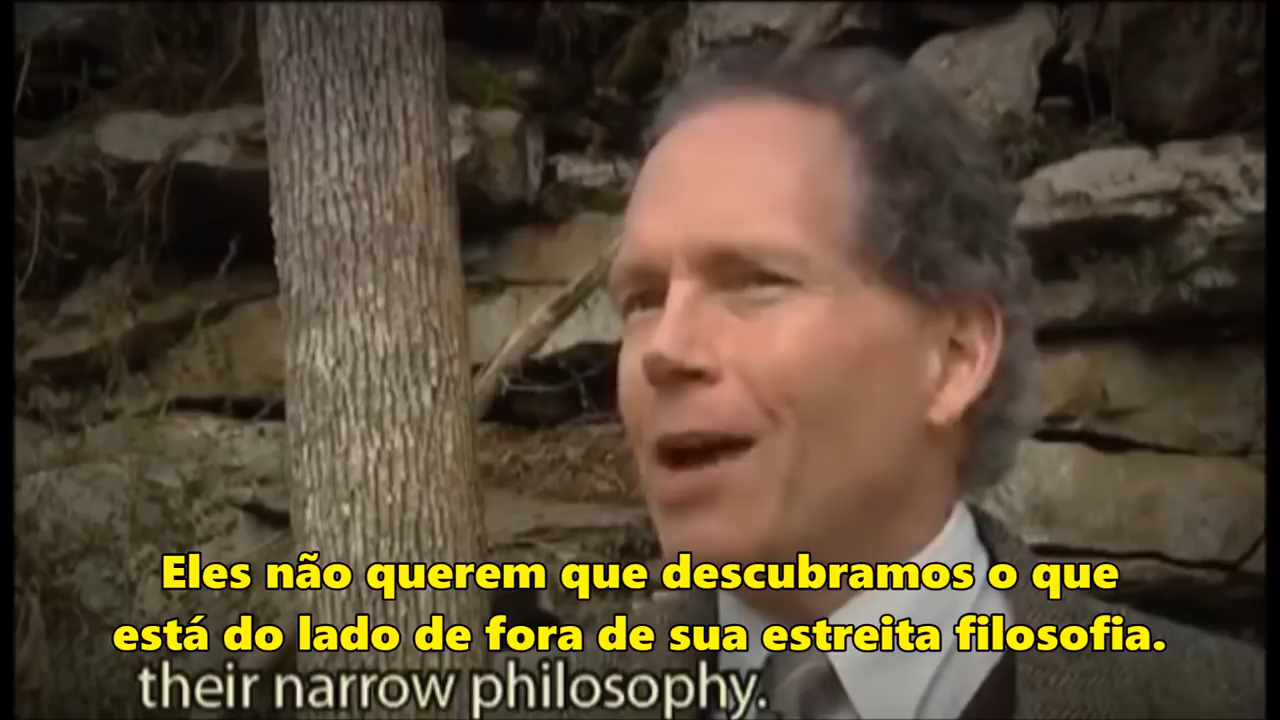 Eles não querem que descubramos o que
está do lado de fora de sua estreita filosofia.
their narrow philosophy.